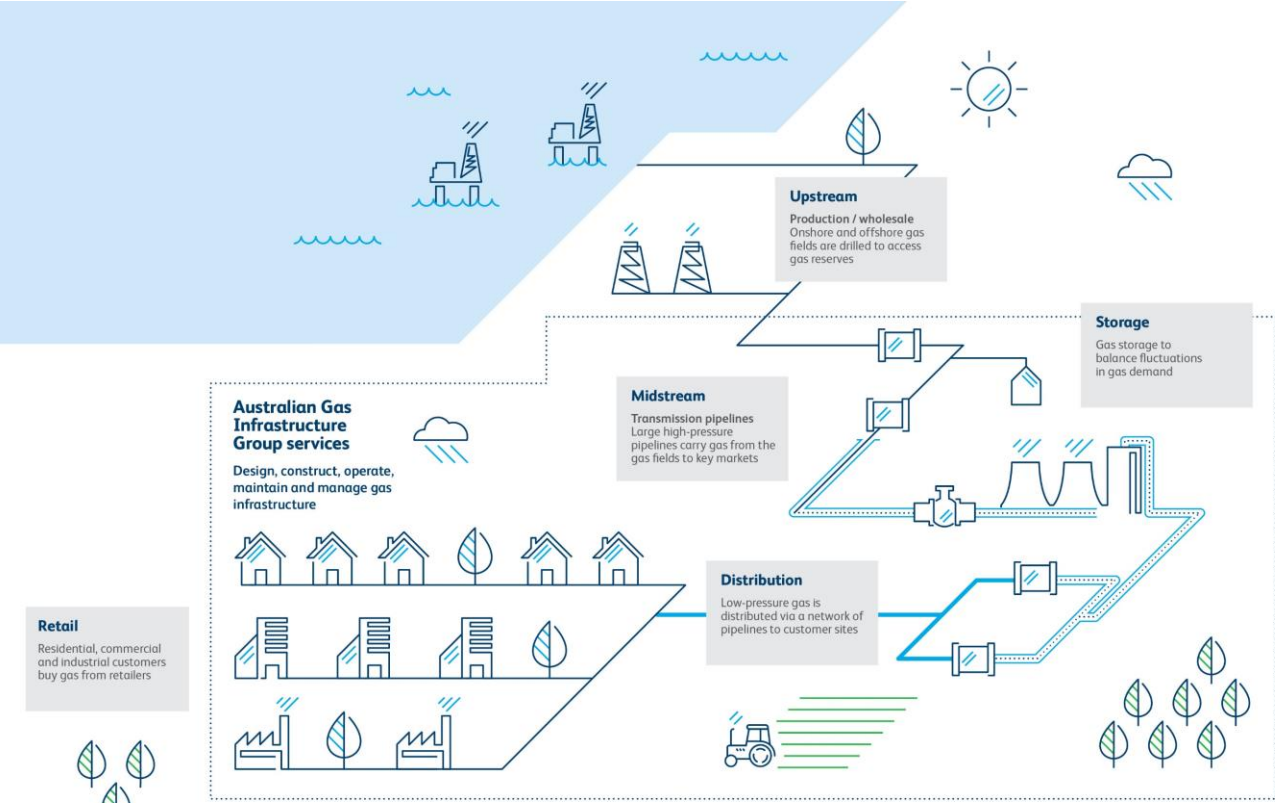 Upstream
Production / wholesale
Onshore and offshore gas
fields are drilled to access
gas reserves
Storage
Gas storage to
balance fluctuations
in gas demand
Midstream
Transmission pipelines
Large high-pressure
pipelines carry gas from the
gas fields to key markets
Australian Gas
Infrastructure
Group services
Design, construct, operate,
maintain and manage gas
infrastructure
Distribution
Low-pressure gas is
distributed via a network of
pipelines to customer sites
Retail
Residential, commercial
and industrial customers
buy gas from retailers